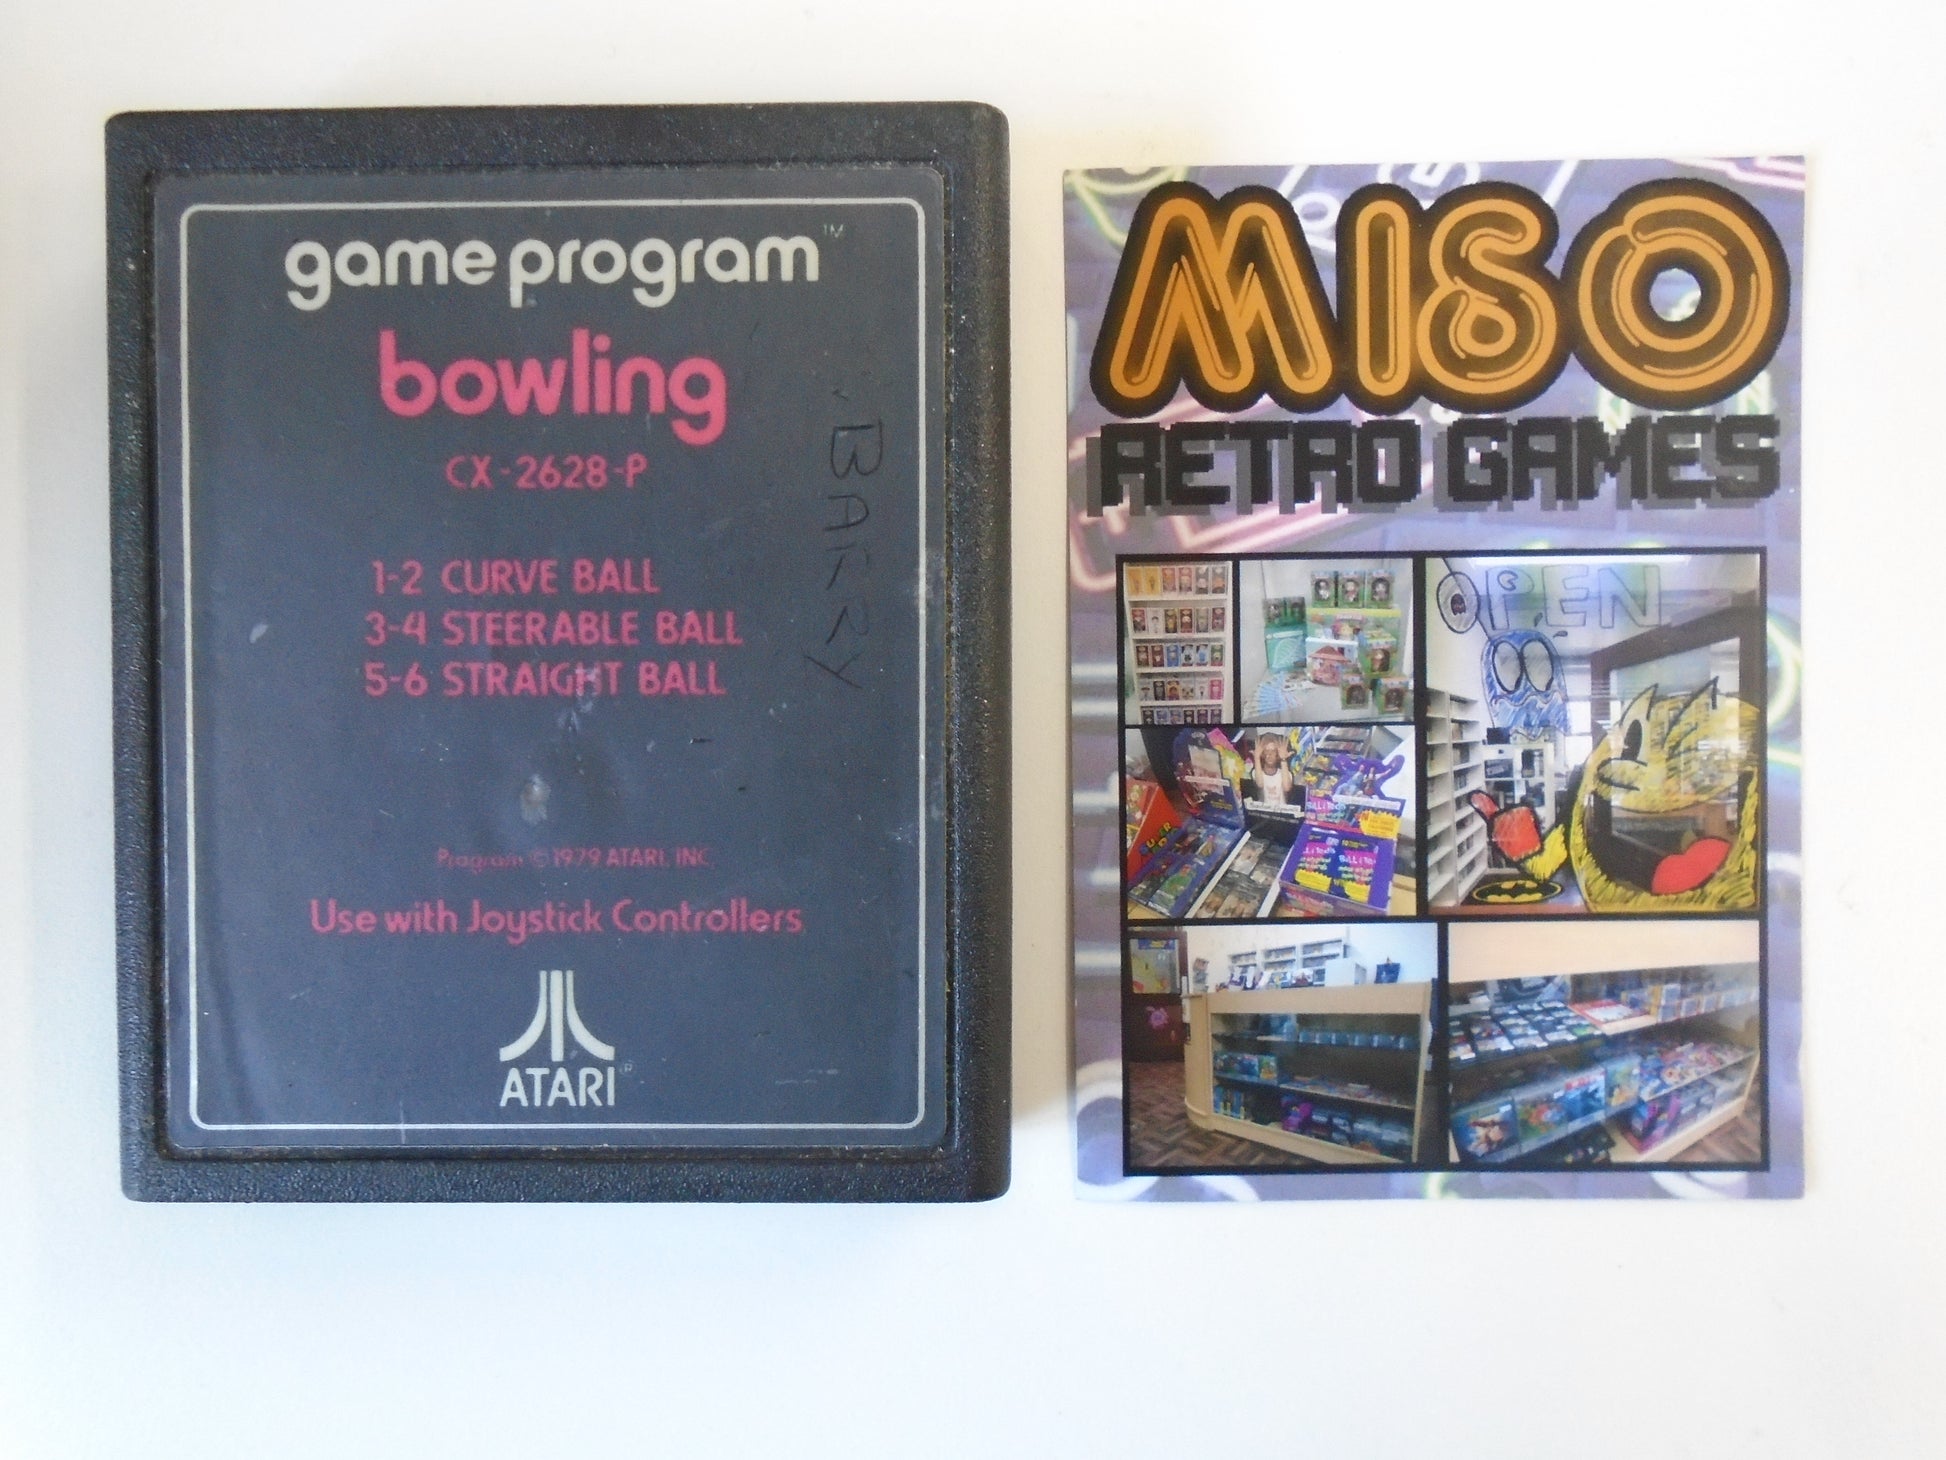 game program™
bowling
CX-2628-P
1-2 CURVE BALL
3-4 STEERABLE BALL
5-6 STRAIGHT BALL
Program © 1979 ATARI, INC.
Use with Joystick Controllers
ATARI®
BARRY
MISO
RETRO GAMES
OPEN